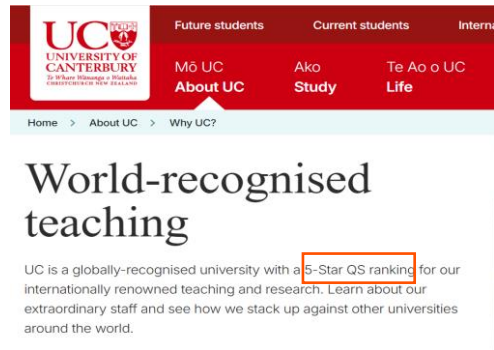 Future students Current students Interna
UC
UNIVERSITY OF
CANTERBURY
Te Whare Wānanga o Waitaha
CHRISTCHURCH NEW ZEALAND
Mō UC Ako Te Ao o UC
About UC Study Life
Home > About UC > Why UC?
World-recognised
teaching
UC is a globally-recognised university with a 5-Star QS ranking for our
internationally renowned teaching and research. Learn about our
extraordinary staff and see how we stack up against other universities
around the world.